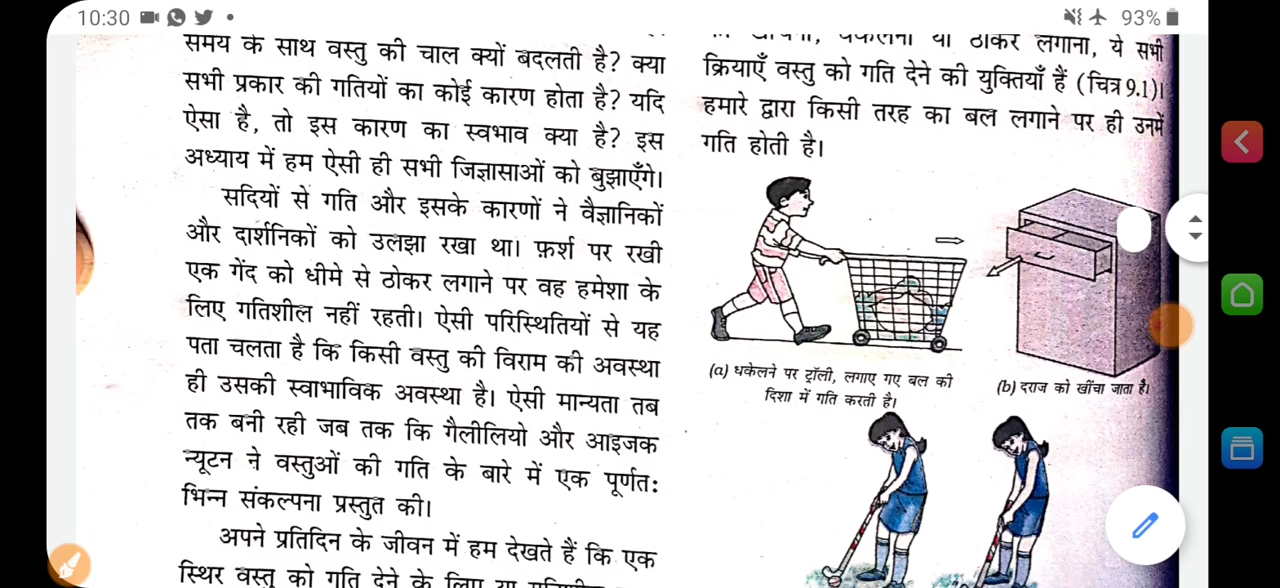 10:30
93%
समय के साथ वस्तु की चाल क्यों बदलती है? क्या
सभी प्रकार की गतियों का कोई कारण होता है? यदि
ऐसा है, तो इस कारण का स्वभाव क्या है? इस
अध्याय में हम ऐसी ही सभी जिज्ञासाओं को बुझाएँगे।
सदियों से गति और इसके कारणों ने वैज्ञानिकों
और दार्शनिकों को उलझा रखा था। फ़र्श पर रखी
एक गेंद को धीमे से ठोकर लगाने पर वह हमेशा के
लिए गतिशील नहीं रहती। ऐसी परिस्थितियों से यह
पता चलता है कि किसी वस्तु की विराम की अवस्था
ही उसकी स्वाभाविक अवस्था है। ऐसी मान्यता तब
तक बनी रही जब तक कि गैलीलियो और आइजक
न्यूटन ने वस्तुओं की गति के बारे में एक पूर्णत:
भिन्न संकल्पना प्रस्तुत की।
अपने प्रतिदिन के जीवन में हम देखते हैं कि एक
स्थिर वस्तु को गति देने के लिए या
धकेलना या ठोकर लगाना, ये सभी
क्रियाएँ वस्तु को गति देने की युक्तियाँ हैं (चित्र 9.1)।
हमारे द्वारा किसी तरह का बल लगाने पर ही उनमें
गति होती है।
(a) धकेलने पर ट्रॉली, लगाए गए बल की
दिशा में गति करती है।
(b) दराज को खींचा जाता है।